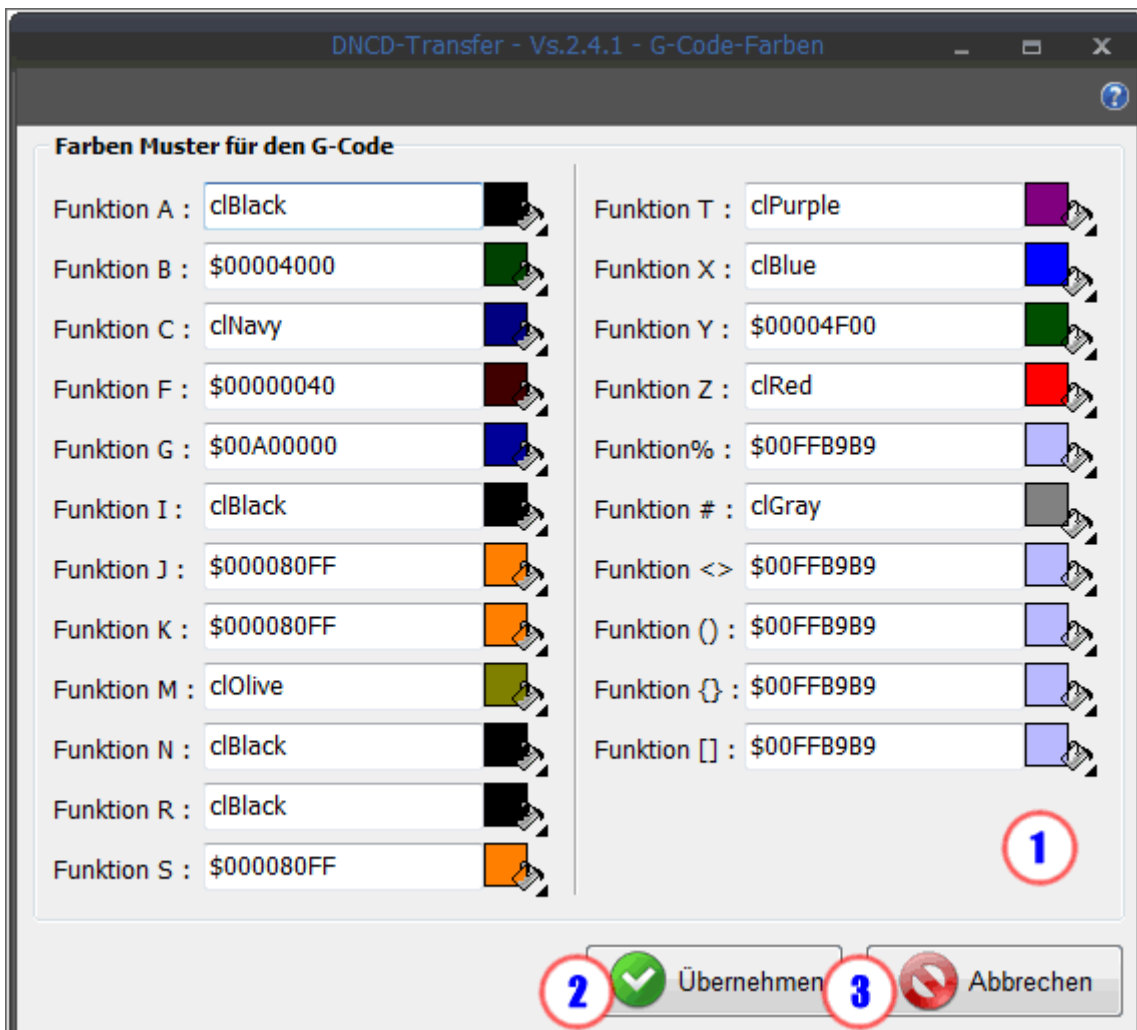 DNCD-Transfer - Vs.2.4.1 - G-Code-Farben
Farben Muster für den G-Code
Funktion A : clBlack
Funktion B : $00004000
Funktion C : clNavy
Funktion F : $00000040
Funktion G : $00A00000
Funktion I : clBlack
Funktion J : $000080FF
Funktion K : $000080FF
Funktion M : clOlive
Funktion N : clBlack
Funktion R : clBlack
Funktion S : $000080FF
Funktion T : clPurple
Funktion X : clBlue
Funktion Y : $00004F00
Funktion Z : clRed
Funktion% : $00FFB9B9
Funktion # : clGray
Funktion <> $00FFB9B9
Funktion () : $00FFB9B9
Funktion {} : $00FFB9B9
Funktion [] : $00FFB9B9
1
2 Übernehmen 3 Abbrechen